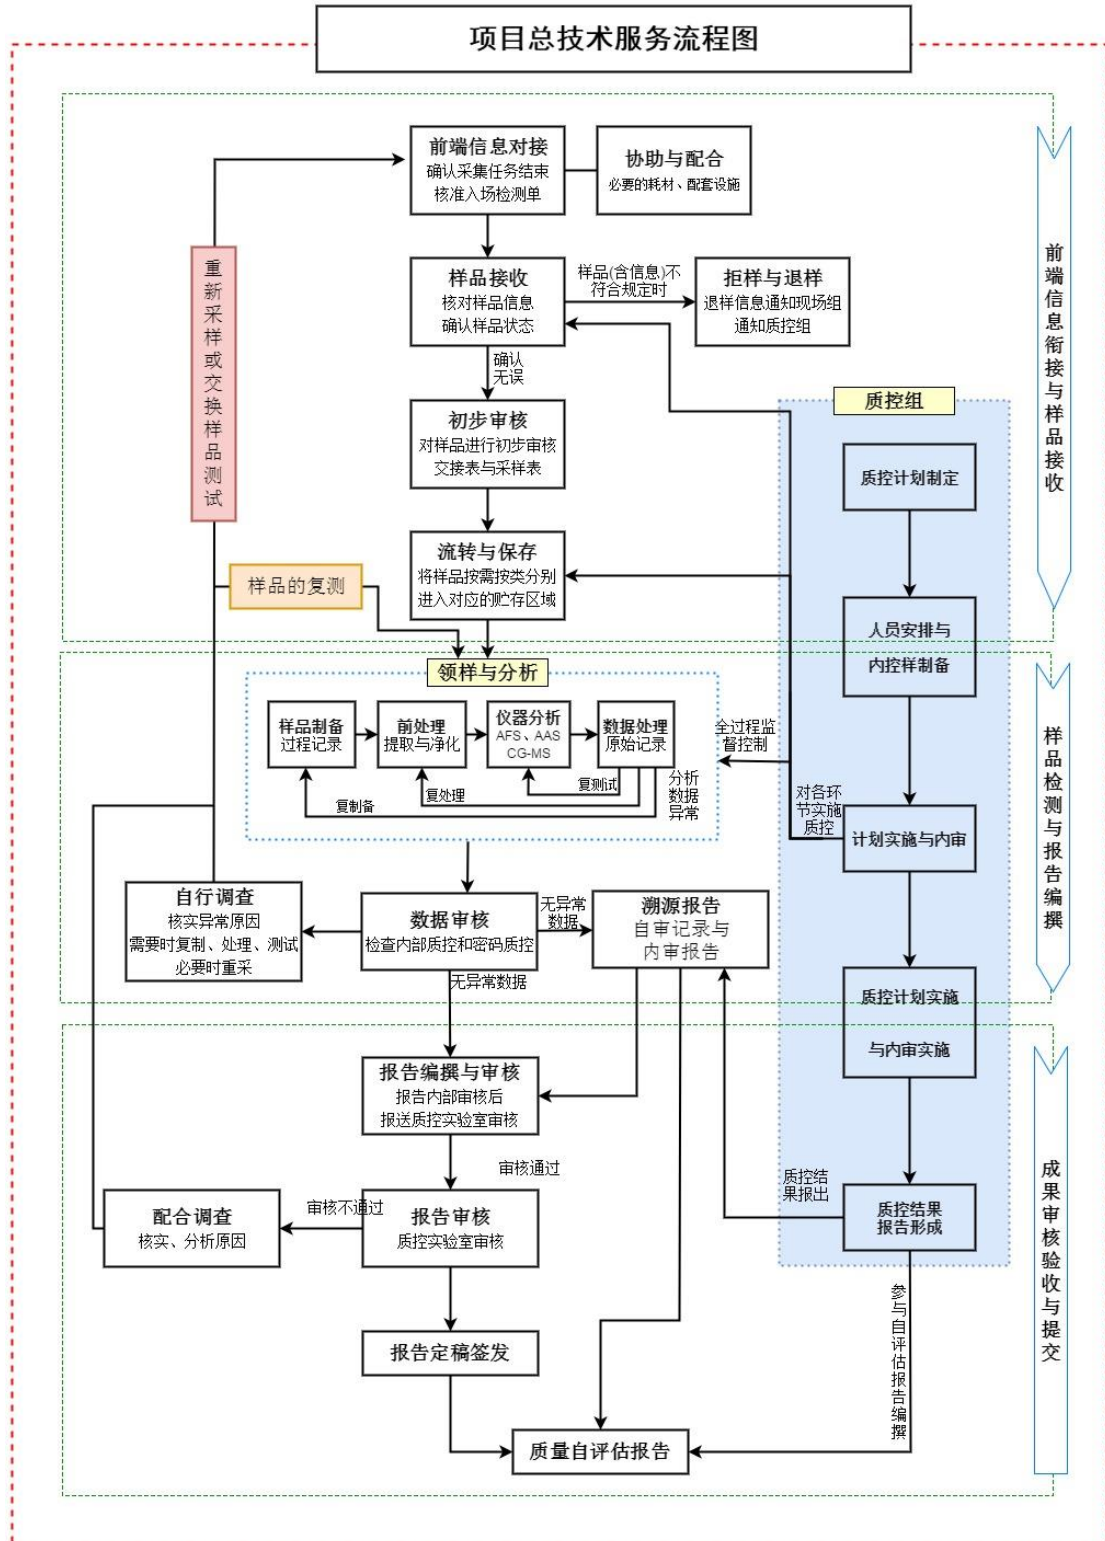 项目总技术服务流程图
前端信息对接
确认采集任务结束
核准入场检测单
协助与配合
必要的耗材、配套设施
样品接收
核对样品信息
确认样品状态
样品(含信息)不
符合规定时
拒样与退样
退样信息通知现场组
通知质控组
确认
无误
初步审核
对样品进行初步审核
交接表与采样表
流转与保存
将样品按需按类分别
进入对应的贮存区域
重新采样或交换样品测试
样品的复测
前端信息衔接与样品接收
质控组
质控计划制定
人员安排与
内控样制备
计划实施与内审
质控计划实施
与内审实施
质控结果
报告形成
领样与分析
样品制备
过程记录
前处理
提取与净化
仪器分析
AFS、AAS
CG-MS
数据处理
原始记录
复测试
复处理
复制备
分析
数据
异常
全过程监
督控制
对各环
节实施
质控
样品检测与报告编撰
自行调查
核实异常原因
需要时复制、处理、测试
必要时重采
数据审核
检查内部质控和密码质控
无异常
数据
溯源报告
自审记录与
内审报告
无异常数据
报告编撰与审核
报告内部审核后
报送质控实验室审核
审核通过
质控结
果报出
配合调查
核实、分析原因
审核不通过
报告审核
质控实验室审核
报告定稿签发
参与自评估报告编撰
质量自评估报告
成果审核验收与提交